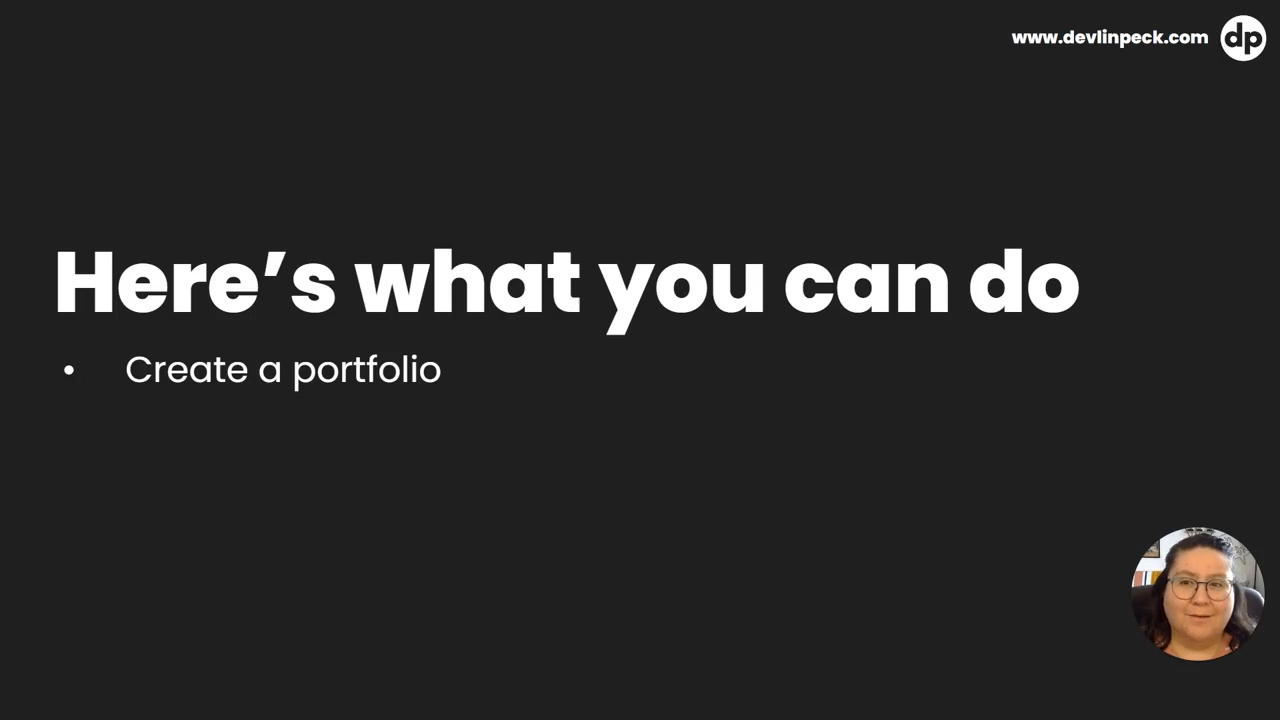 www.devlinpeck.com dp
Here’s what you can do
• Create a portfolio